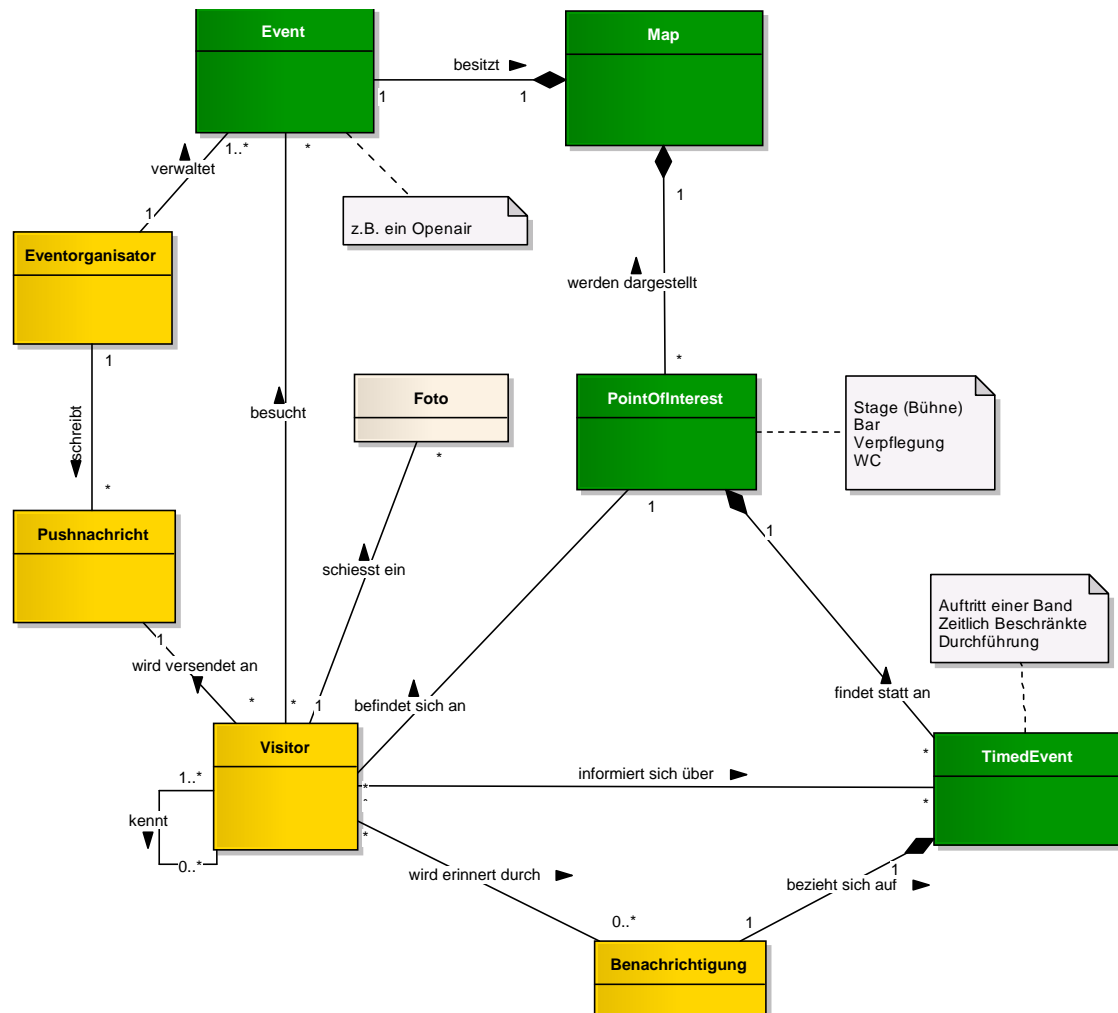 Event
Map
besitzt
1
1
1..*
*
verwaltet
1
z.B. ein Openair
1
Eventorganisator
werden dargestellt
1
*
besucht
Foto
*
PointOfInterest
Stage (Bühne)
Bar
Verpflegung
WC
schreibt
*
Pushnachricht
1
1
schiesst ein
Auftritt einer Band
Zeitlich Beschränkte
Durchführung
1
wird versendet an
*
*
1
befindet sich an
findet statt an
*
Visitor
TimedEvent
1..*
informiert sich über
*
*
*
kennt
0..*
wird erinnert durch
1
bezieht sich auf
0..*
1
Benachrichtigung